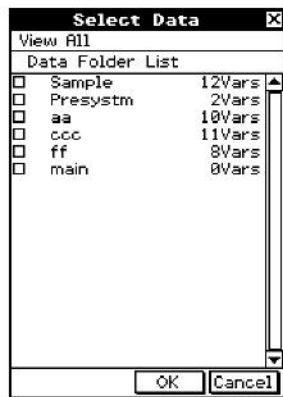 Select Data
View All
Data Folder List
Sample 12Vars
Presystm 2Vars
aa 10Vars
ccc 11Vars
ff 8Vars
main 0Vars
OK Cancel